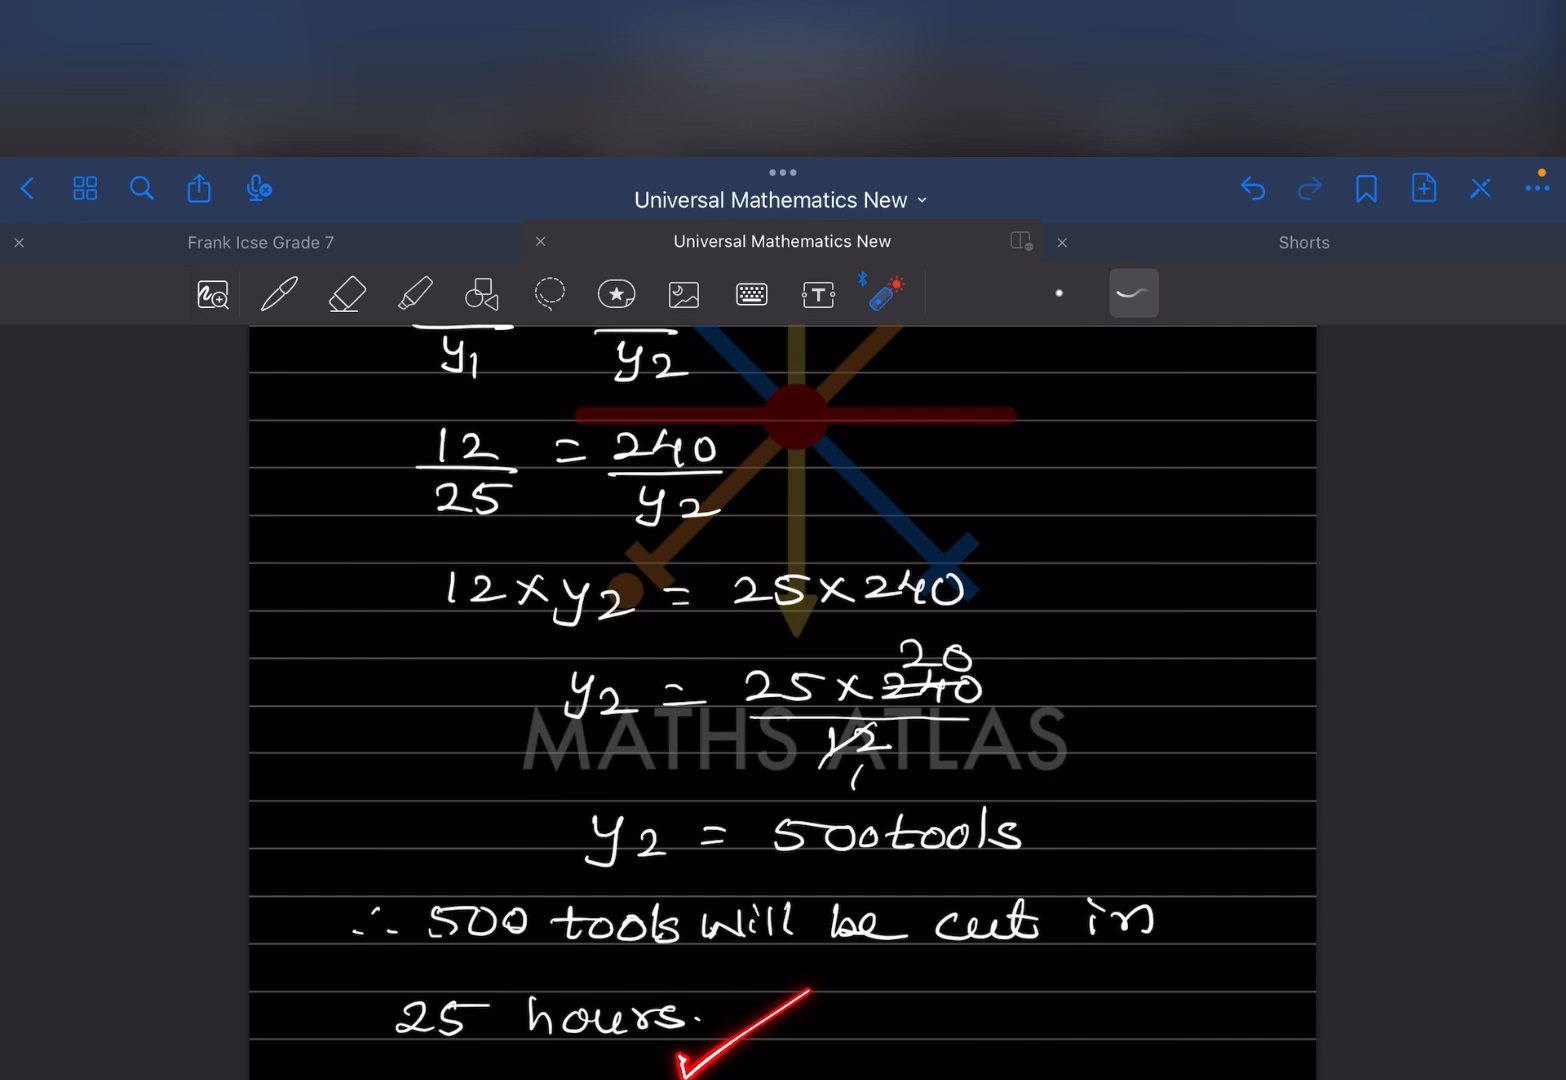 Universal Mathematics New
Frank Icse Grade 7
Universal Mathematics New
Shorts
y1 y2
12/25 = 240/y2
12 × y2 = 25 × 240
20
y2 = 25 × 240/12
1
MATHS ATLAS
y2 = 500 tools
∴ 500 tools will be cut in
25 hours.